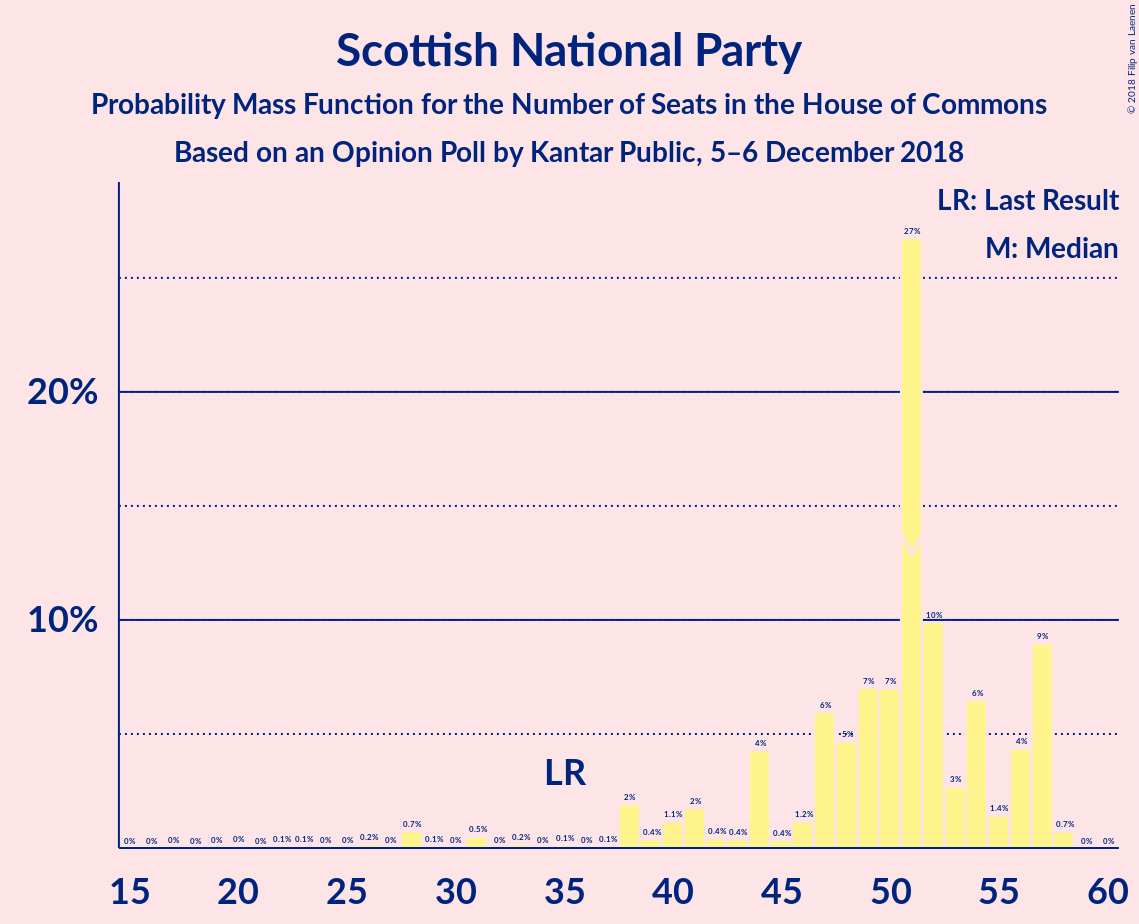 Scottish National Party
Probability Mass Function for the Number of Seats in the House of Commons
Based on an Opinion Poll by Kantar Public, 5–6 December 2018
© 2018 Filip van Laenen
LR: Last Result
M: Median
20%
10%
LR
0% 0% 0% 0% 0% 0% 0% 0.1% 0.1% 0% 0% 0.2% 0% 0.7% 0.1% 0% 0.5% 0% 0.2% 0% 0.1% 0% 0.1% 2% 0.4% 1.1% 2% 0.4% 0.4% 4% 0.4% 1.2% 6% 5% 7% 7% 27% 10% 3% 6% 1.4% 4% 9% 0.7% 0% 0%
15 20 25 30 35 40 45 50 55 60